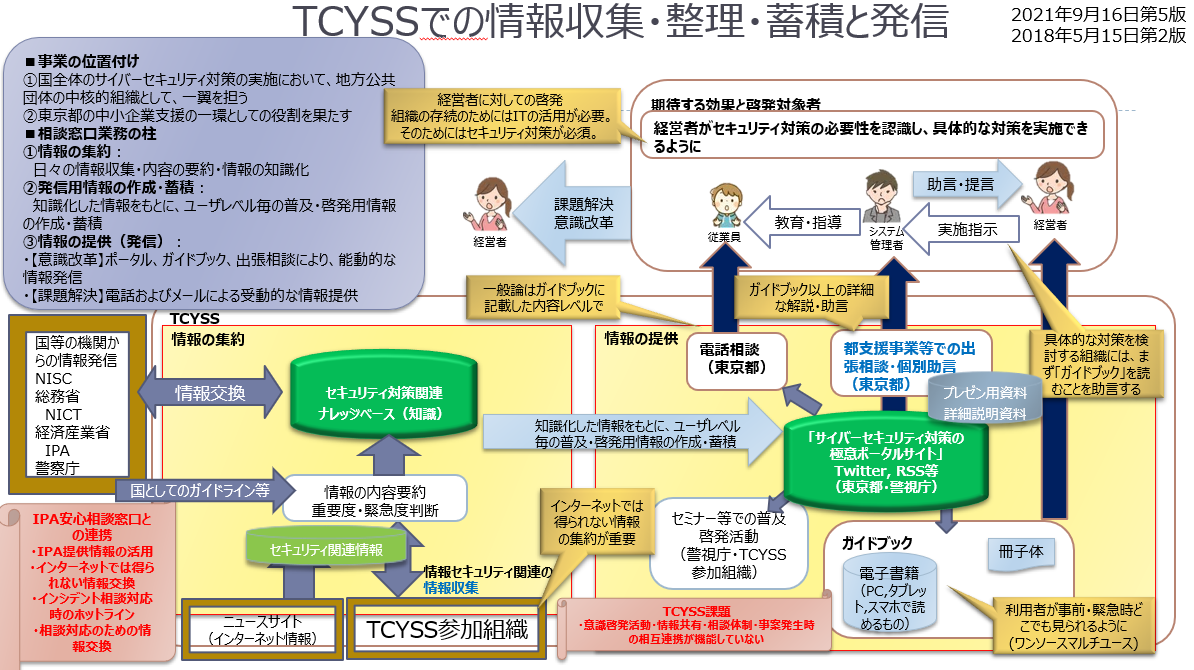 TCYSSでの情報収集・整理・蓄積と発信
2021年9月16日第5版
2018年5月15日第2版
■事業の位置付け
①国全体のサイバーセキュリティ対策の実施において、地方公共
団体の中核的組織として、一翼を担う
②東京都の中小企業支援の一環としての役割を果たす
■相談窓口業務の柱
①情報の集約：
日々の情報収集・内容の要約・情報の知識化
②発信用情報の作成・蓄積：
知識化した情報をもとに、ユーザレベル毎の普及・啓発用情報
の作成・蓄積
③情報の提供（発信）：
・【意識改革】ポータル、ガイドブック、出張相談により、能動的な
情報発信
・【課題解決】電話およびメールによる受動的な情報提供
経営者に対しての啓発
組織の存続のためにはITの活用が必要。
そのためにはセキュリティ対策が必須。
期待する効果と啓発対象者
経営者がセキュリティ対策の必要性を認識し、具体的な対策を実施でき
るように
経営者
課題解決
意識改革
従業員
教育・指導
システム
管理者
助言・提言
実施指示
経営者
一般論はガイドブックに
記載した内容レベルで
ガイドブック以上の詳細
な解説・助言
具体的な対策を検
討する組織には、ま
ず「ガイドブック」を読
むことを助言する
TCYSS
情報の集約
国等の機関か
らの情報発信
NISC
総務省
NICT
経済産業省
IPA
警察庁
情報交換
セキュリティ対策関連
ナレッジベース（知識）
国としてのガイドライン等
情報の内容要約
重要度・緊急度判断
セキュリティ関連情報
情報セキュリティ関連の
情報収集
ニュースサイト
（インターネット情報）
TCYSS参加組織
インターネットでは
得られない情報
の集約が重要
IPA安心相談窓口と
の連携
・IPA提供情報の活用
・インターネットでは得ら
れない情報交換
・インシデント相談対応
時のホットライン
・相談対応のための情
報交換
情報の提供
電話相談
（東京都）
都支援事業等での出
張相談・個別助言
（東京都）
プレゼン用資料
詳細説明資料
知識化した情報をもとに、ユーザレベル
毎の普及・啓発用情報の作成・蓄積
「サイバーセキュリティ対策の
極意ポータルサイト」
Twitter, RSS等
（東京都・警視庁）
セミナー等での普及
啓発活動
（警視庁・TCYSS
参加組織）
ガイドブック
電子書籍
（PC,タブレッ
ト,スマホで読
めるもの）
冊子体
利用者が事前・緊急時ど
こでも見られるように
（ワンソースマルチユース）
TCYSS課題
・意識啓発活動・情報共有・相談体制・事案発生時
の相互連携が機能していない